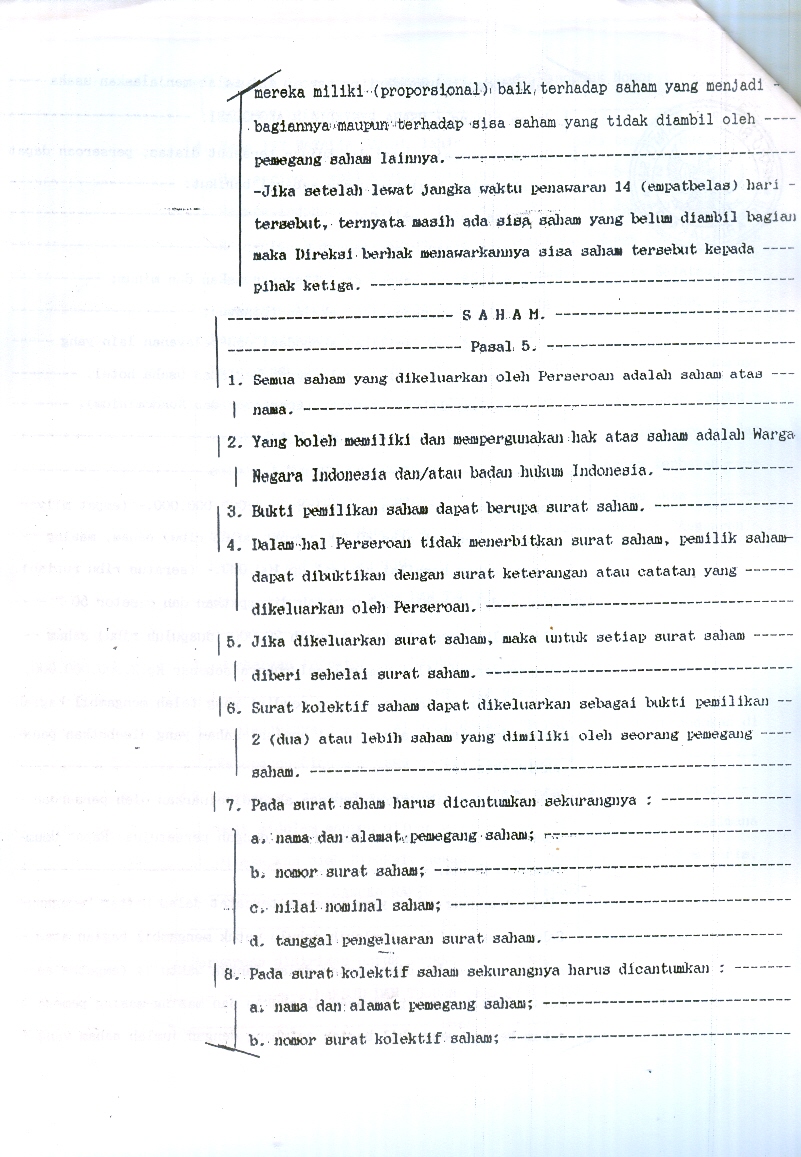 mereka miliki (proporsional) baik terhadap saham yang menjadi -
bagiannya maupun terhadap sisa saham yang tidak diambil oleh ----
pemegang saham lainnya. ----------------------------------------
-Jika setelah lewat jangka waktu penawaran 14 (empatbelas) hari -
tersebut, ternyata masih ada sisa saham yang belum diambil bagian
maka Direksi berhak menawarkannya sisa saham tersebut kepada ----
pihak ketiga. --------------------------------------------------
--------------------------- S A H A M. ----------------------------
---------------------------- Pasal 5. ------------------------------
1. Semua saham yang dikeluarkan oleh Perseroan adalah saham atas ---
nama. ----------------------------------------------------------
2. Yang boleh memiliki dan mempergunakan hak atas saham adalah Warga
Negara Indonesia dan/atau badan hukum Indonesia. ----------------
3. Bukti pemilikan saham dapat berupa surat saham. -----------------
4. Dalam hal Perseroan tidak menerbitkan surat saham, pemilik saham-
dapat dibuktikan dengan surat keterangan atau catatan yang ------
dikeluarkan oleh Perseroan. -------------------------------------
5. Jika dikeluarkan surat saham, maka untuk setiap surat saham -----
diberi sehelai surat saham. -------------------------------------
6. Surat kolektif saham dapat dikeluarkan sebagai bukti pemilikan --
2 (dua) atau lebih saham yang dimiliki oleh seorang pemegang ----
saham. ----------------------------------------------------------
7. Pada surat saham harus dicantumkan sekurangnya : ----------------
a. nama dan alamat pemegang saham; ------------------------------
b. nomor surat saham; -------------------------------------------
c. nilai nominal saham; -----------------------------------------
d. tanggal pengeluaran surat saham. -----------------------------
8. Pada surat kolektif saham sekurangnya harus dicantumkan : -------
a. nama dan alamat pemegang saham; ------------------------------
b. nomor surat kolektif saham; ----------------------------------